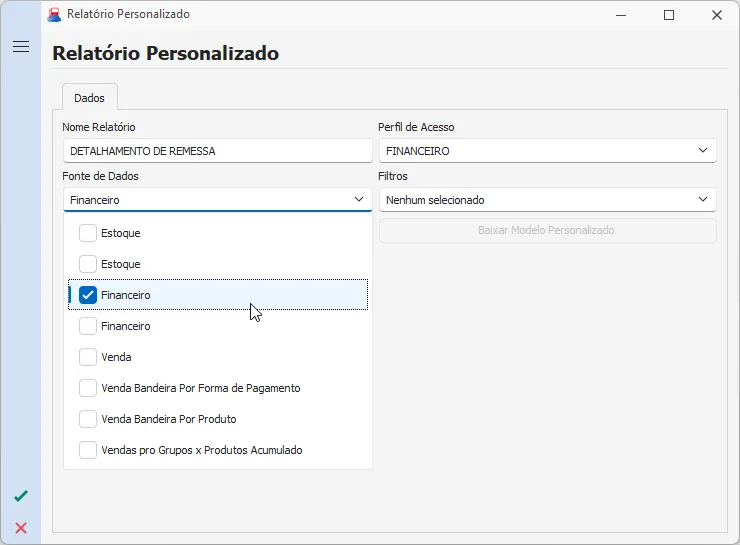 Relatório Personalizado
Relatório Personalizado
Dados
Nome Relatório
Perfil de Acesso
DETALHAMENTO DE REMESSA
FINANCEIRO
Fonte de Dados
Filtros
Financeiro
Nenhum selecionado
Baixar Modelo Personalizado
Estoque
Estoque
Financeiro
Financeiro
Venda
Venda Bandeira Por Forma de Pagamento
Venda Bandeira Por Produto
Vendas pro Grupos x Produtos Acumulado